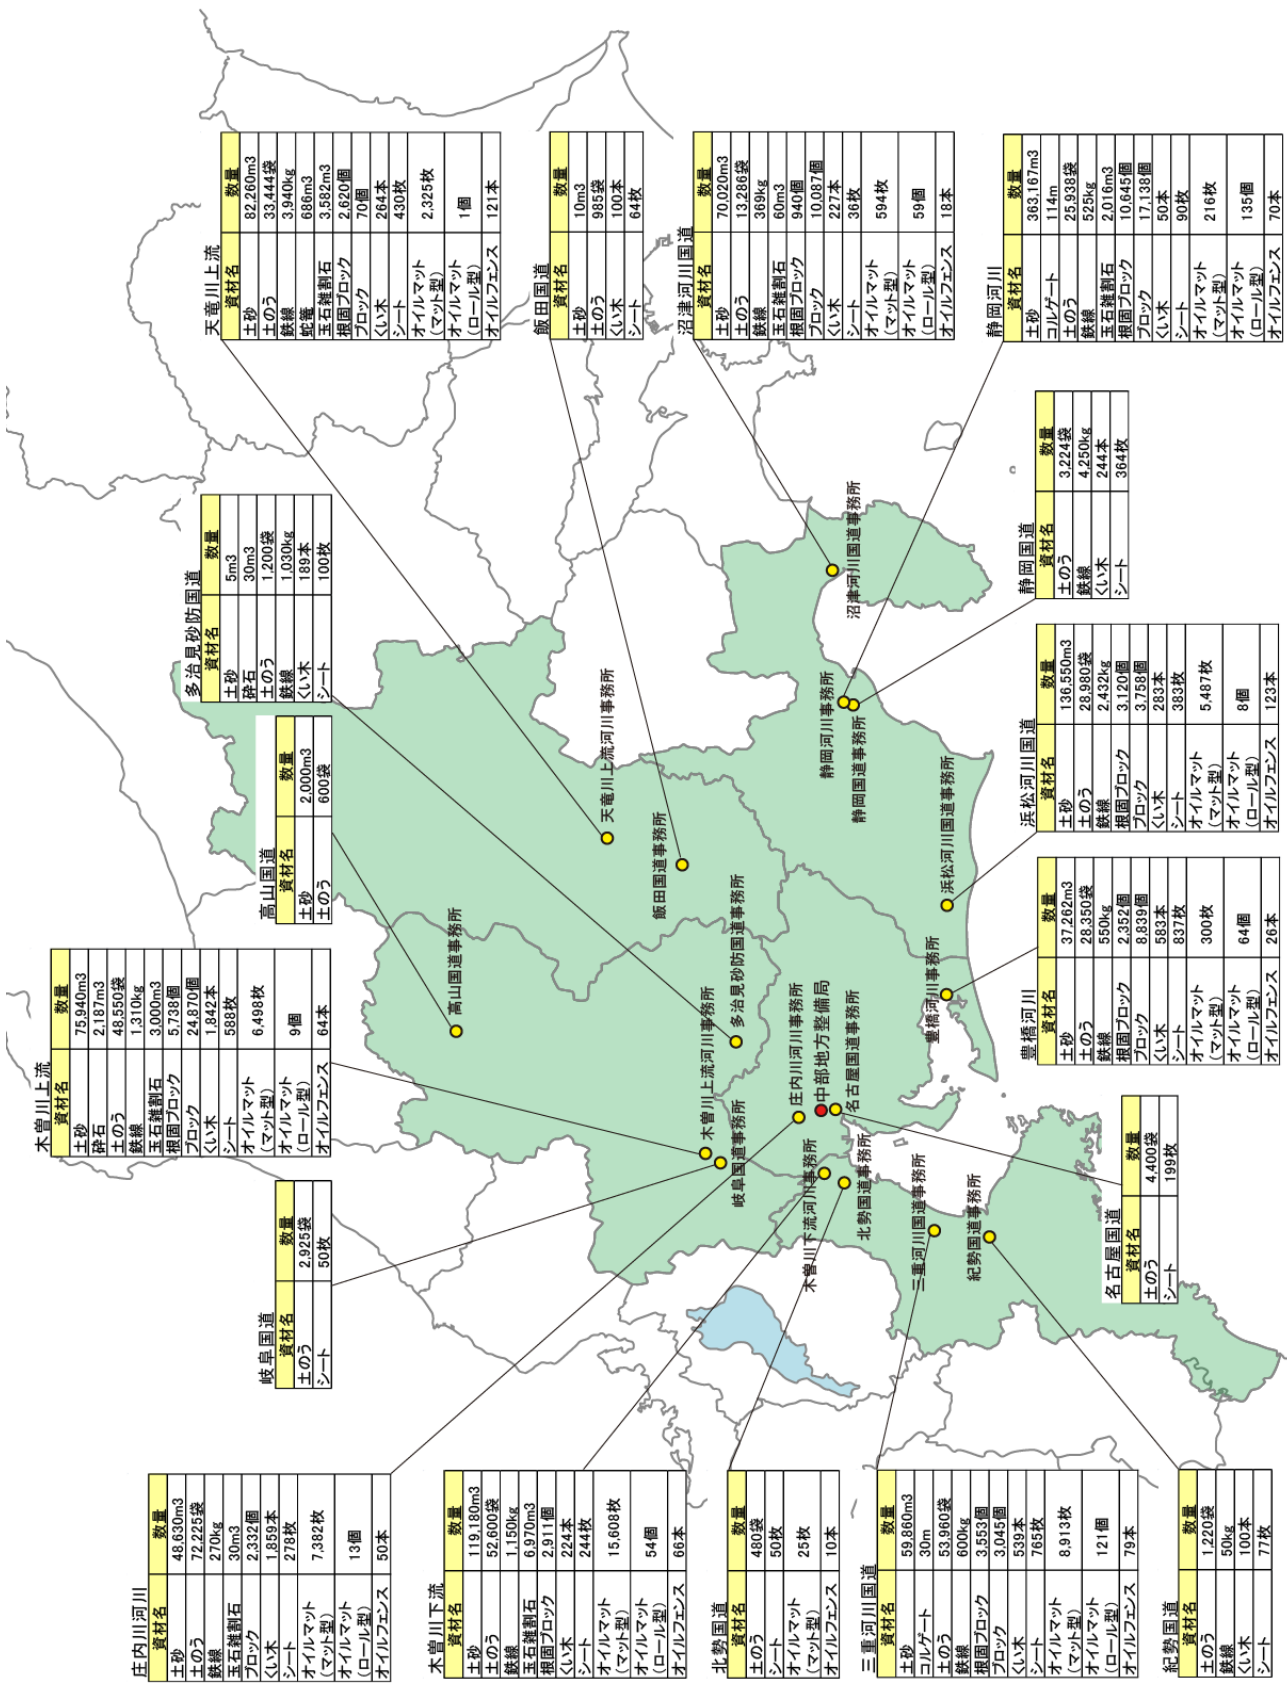 庄内川河川
資材名 数量
土砂 48,630m3
土のう 72,225袋
鉄線 270kg
玉石雑割石 30m3
ブロック 2,332個
くい木 1,859本
シート 278枚
オイルマット
(マット型) 7,382枚
オイルマット
(ロール型) 13個
オイルフェンス 50本
木曽川下流
資材名 数量
土砂 119,180m3
土のう 52,600袋
鉄線 1,150kg
玉石雑割石 6,970m3
根固ブロック 2,911個
くい木 224本
シート 244枚
オイルマット
(マット型) 15,608枚
オイルマット
(ロール型) 54個
オイルフェンス 66本
北勢国道
資材名 数量
土のう 480袋
シート 50枚
オイルマット
(マット型) 25枚
オイルフェンス 10本
三重河川国道
資材名 数量
土砂 59,860m3
コルゲート 30m
土のう 53,960袋
鉄線 600kg
根固ブロック 3,553個
ブロック 3,045個
くい木 539本
シート 765枚
オイルマット
(マット型) 8,913枚
オイルマット
(ロール型) 121個
オイルフェンス 79本
紀勢国道
資材名 数量
土のう 1,220袋
鉄線 50kg
くい木 100本
シート 77枚
岐阜国道
資材名 数量
土のう 2,925袋
シート 50枚
木曽川上流
資材名 数量
土砂 75,940m3
砕石 2,187m3
土のう 48,550袋
鉄線 1,310kg
玉石雑割石 3,000m3
根固ブロック 5,738個
ブロック 24,870個
くい木 1,842本
シート 588枚
オイルマット
(マット型) 6,498枚
オイルマット
(ロール型) 9個
オイルフェンス 64本
高山国道
資材名 数量
土砂 2,000m3
土のう 600袋
多治見砂防国道
資材名 数量
土砂 5m3
砕石 30m3
土のう 1,200袋
鉄線 1,030kg
くい木 189本
シート 100枚
天竜川上流
資材名 数量
土砂 82,260m3
土のう 33,444袋
鉄線 3,940kg
蛇篭 686m3
玉石雑割石 3,582m3
根固ブロック 2,620個
ブロック 70個
くい木 264本
シート 430枚
オイルマット
(マット型) 2,325枚
オイルマット
(ロール型) 1個
オイルフェンス 121本
飯田国道
資材名 数量
土砂 10m3
土のう 985袋
くい木 100本
シート 64枚
沼津河川国道
資材名 数量
土砂 70,020m3
土のう 13,286袋
鉄線 369kg
玉石雑割石 60m3
根固ブロック 940個
ブロック 10,087個
くい木 227本
シート 36枚
オイルマット
(マット型) 594枚
オイルマット
(ロール型) 59個
オイルフェンス 18本
静岡河川
資材名 数量
土砂 363,167m3
コルゲート 114m
土のう 25,938袋
鉄線 525kg
玉石雑割石 2,016m3
根固ブロック 10,645個
ブロック 17,138個
くい木 50本
シート 90枚
オイルマット
(マット型) 216枚
オイルマット
(ロール型) 135個
オイルフェンス 70本
静岡国道
資材名 数量
土のう 3,224袋
鉄線 4,250kg
くい木 244本
シート 364枚
浜松河川国道
資材名 数量
土砂 136,550m3
土のう 28,980袋
鉄線 2,432kg
根固ブロック 3,120個
ブロック 3,758個
くい木 283本
シート 383枚
オイルマット
(マット型) 5,487枚
オイルマット
(ロール型) 8個
オイルフェンス 123本
豊橋河川
資材名 数量
土砂 37,262m3
土のう 28,350袋
鉄線 550kg
根固ブロック 2,352個
ブロック 8,839個
くい木 583本
シート 837枚
オイルマット
(マット型) 300枚
オイルマット
(ロール型) 64個
オイルフェンス 26本
名古屋国道
資材名 数量
土のう 4,400袋
シート 199枚
高山国道事務所
天竜川上流河川事務所
飯田国道事務所
木曽川上流河川事務所
岐阜国道事務所
多治見砂防国道事務所
庄内川河川事務所
中部地方整備局
名古屋国道事務所
木曽川下流河川事務所
北勢国道事務所
三重河川国道事務所
紀勢国道事務所
豊橋河川事務所
浜松河川国道事務所
静岡河川事務所
静岡国道事務所
沼津河川国道事務所